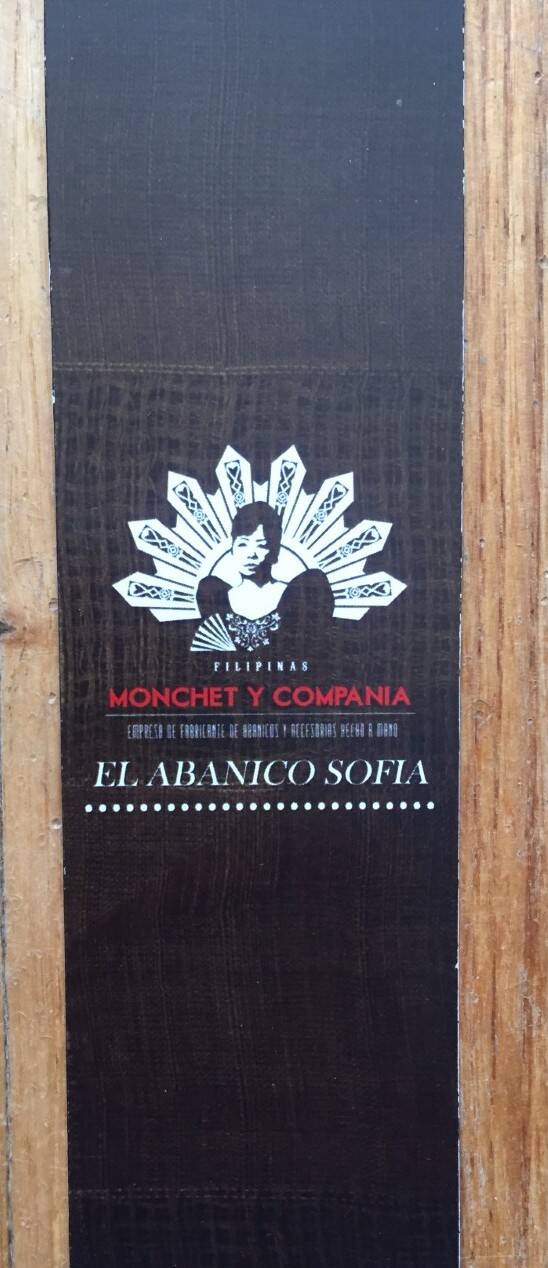 FILIPINAS
MONCHET Y COMPANIA
EMPRESA DE FABRICANTE DE ABANICOS Y ACCESORIAS HECHO A MANO
EL ABANICO SOFIA